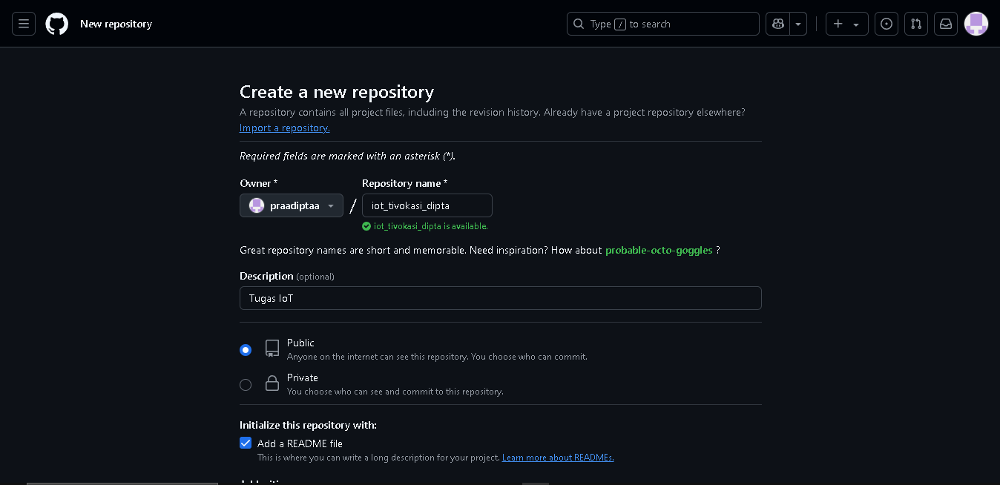 New repository
Type / to search
Create a new repository
A repository contains all project files, including the revision history. Already have a project repository elsewhere?
Import a repository.
Required fields are marked with an asterisk (*).
Owner * Repository name *
praadiptaa / iot_tivokasi_dipta
iot_tivokasi_dipta is available.
Great repository names are short and memorable. Need inspiration? How about probable-octo-goggles ?
Description (optional)
Tugas IoT
Public
Anyone on the internet can see this repository. You choose who can commit.
Private
You choose who can see and commit to this repository.
Initialize this repository with:
Add a README file
This is where you can write a long description for your project. Learn more about READMEs.